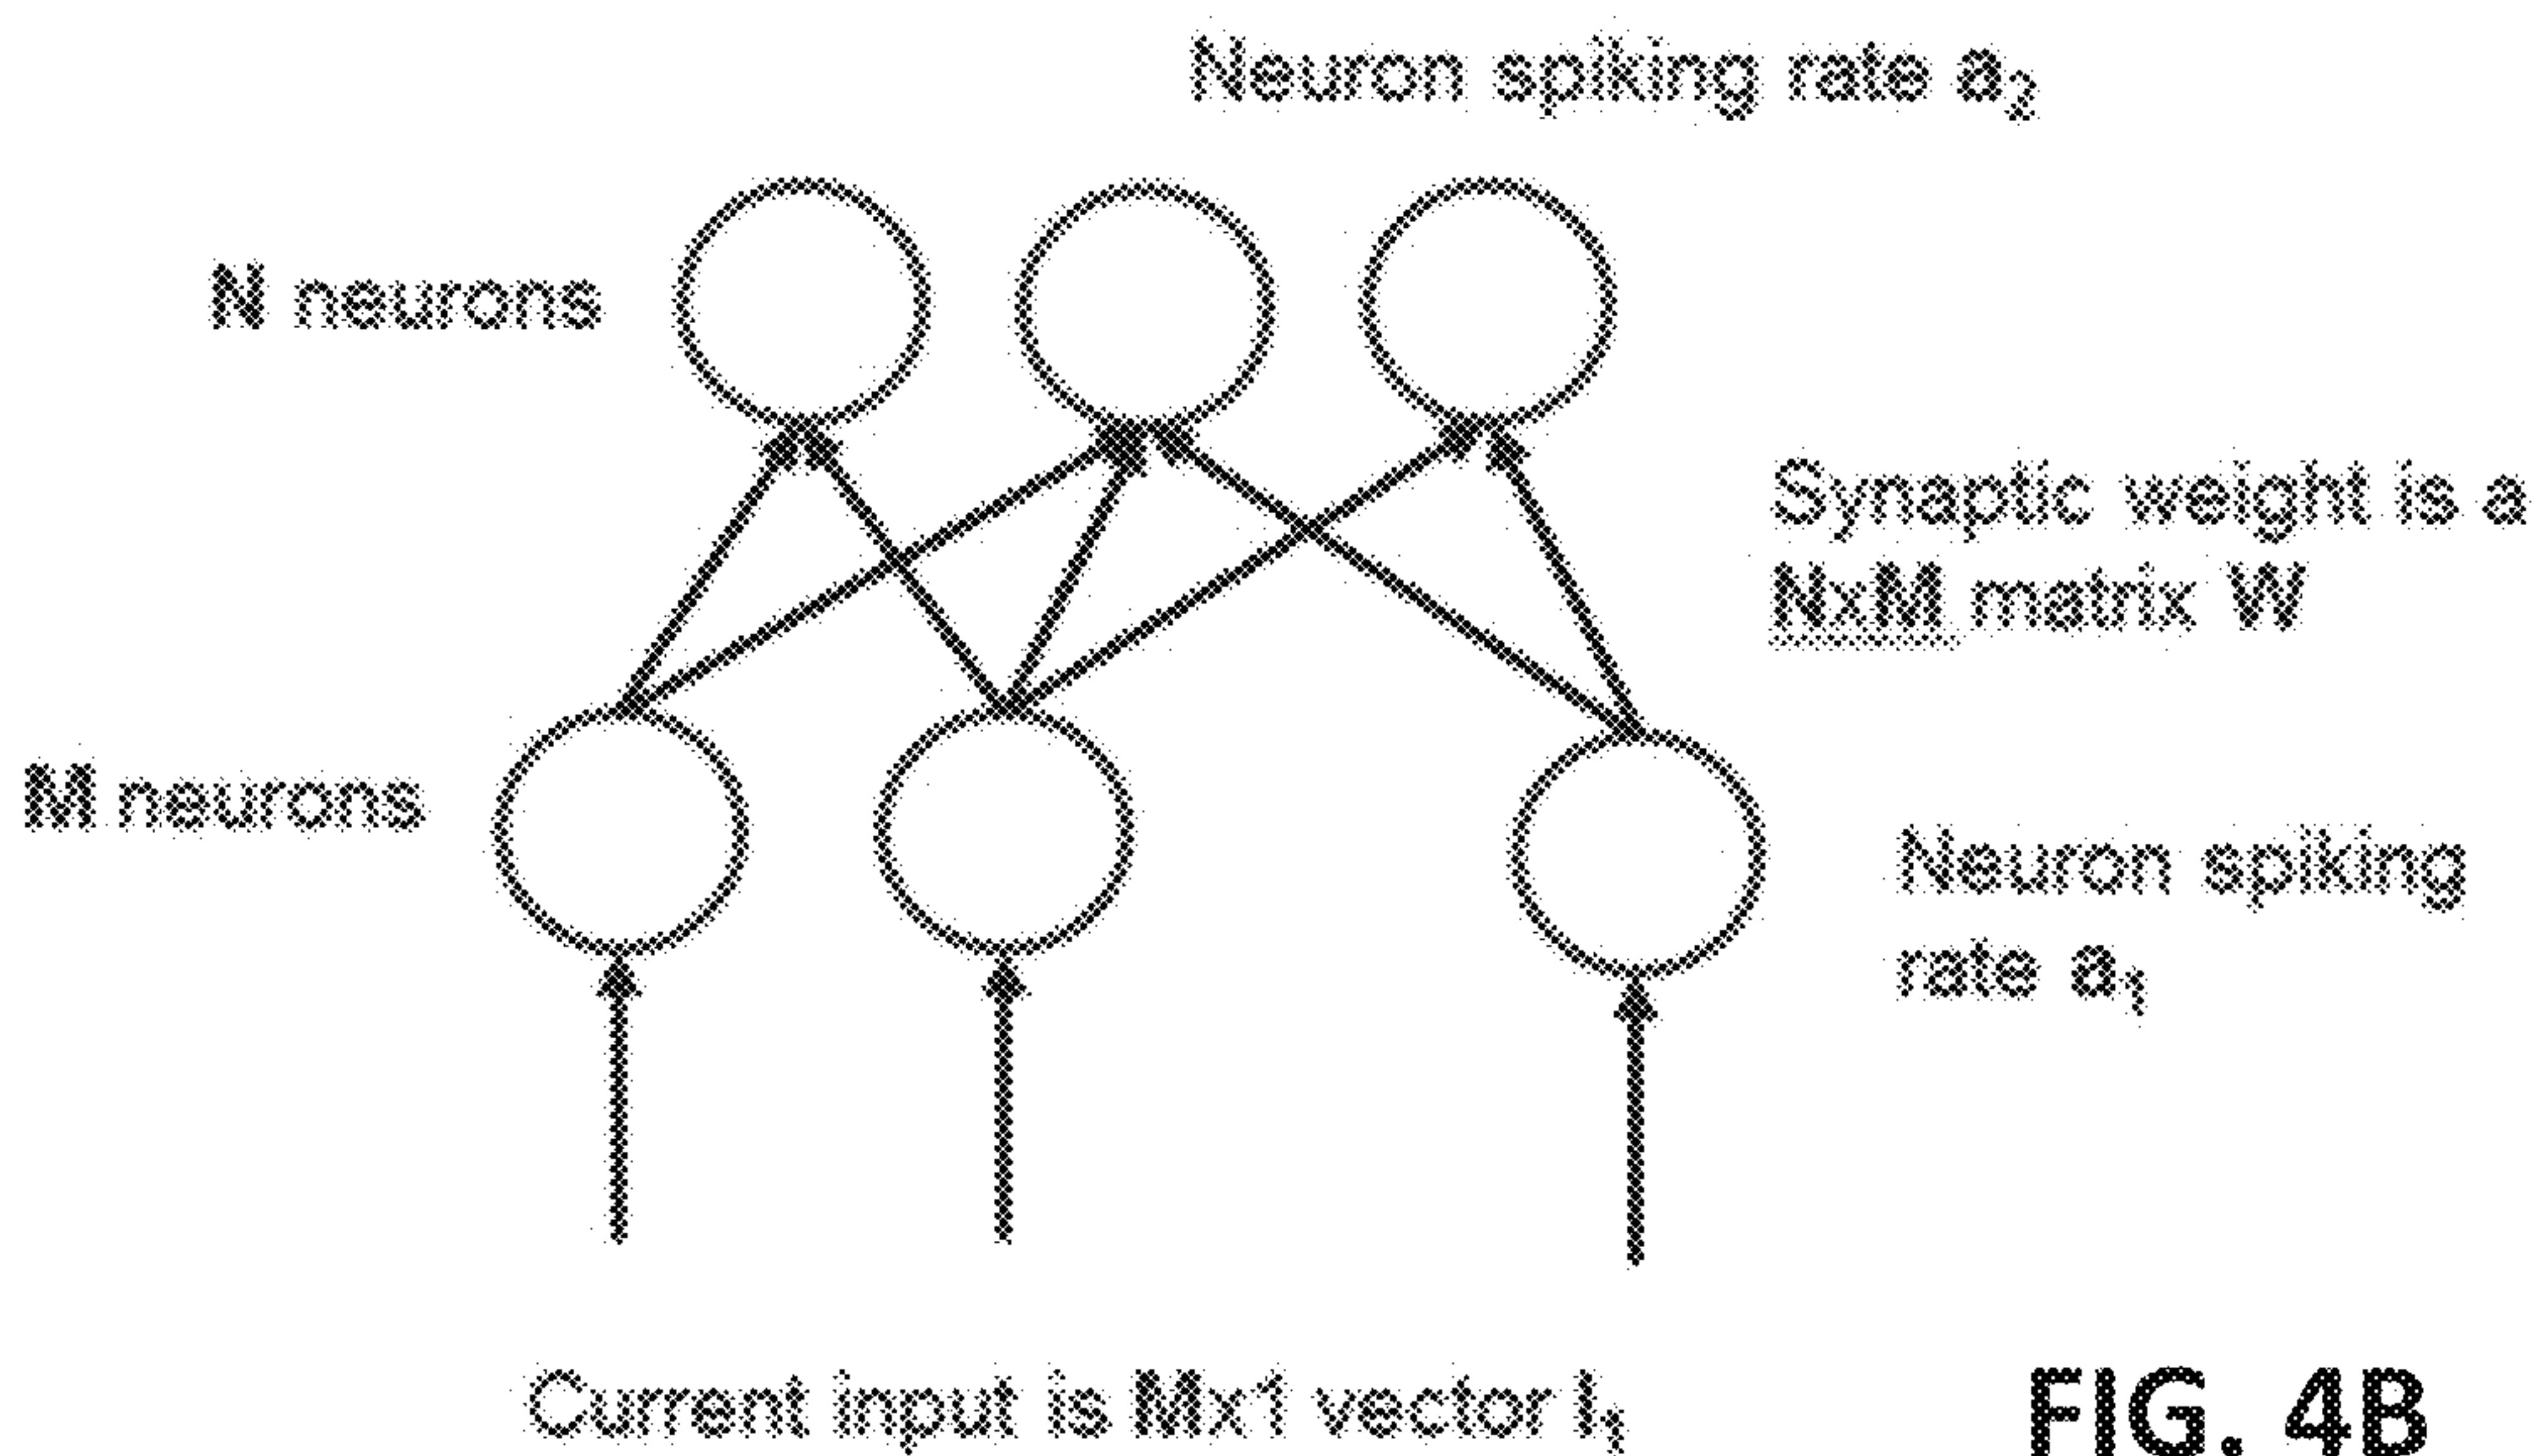 Neuron spiking rate a₂
N neurons
Synaptic weight is a
NxM matrix W
M neurons
Neuron spiking
rate a₁
Current input is Mx1 vector I₁
FIG. 4B